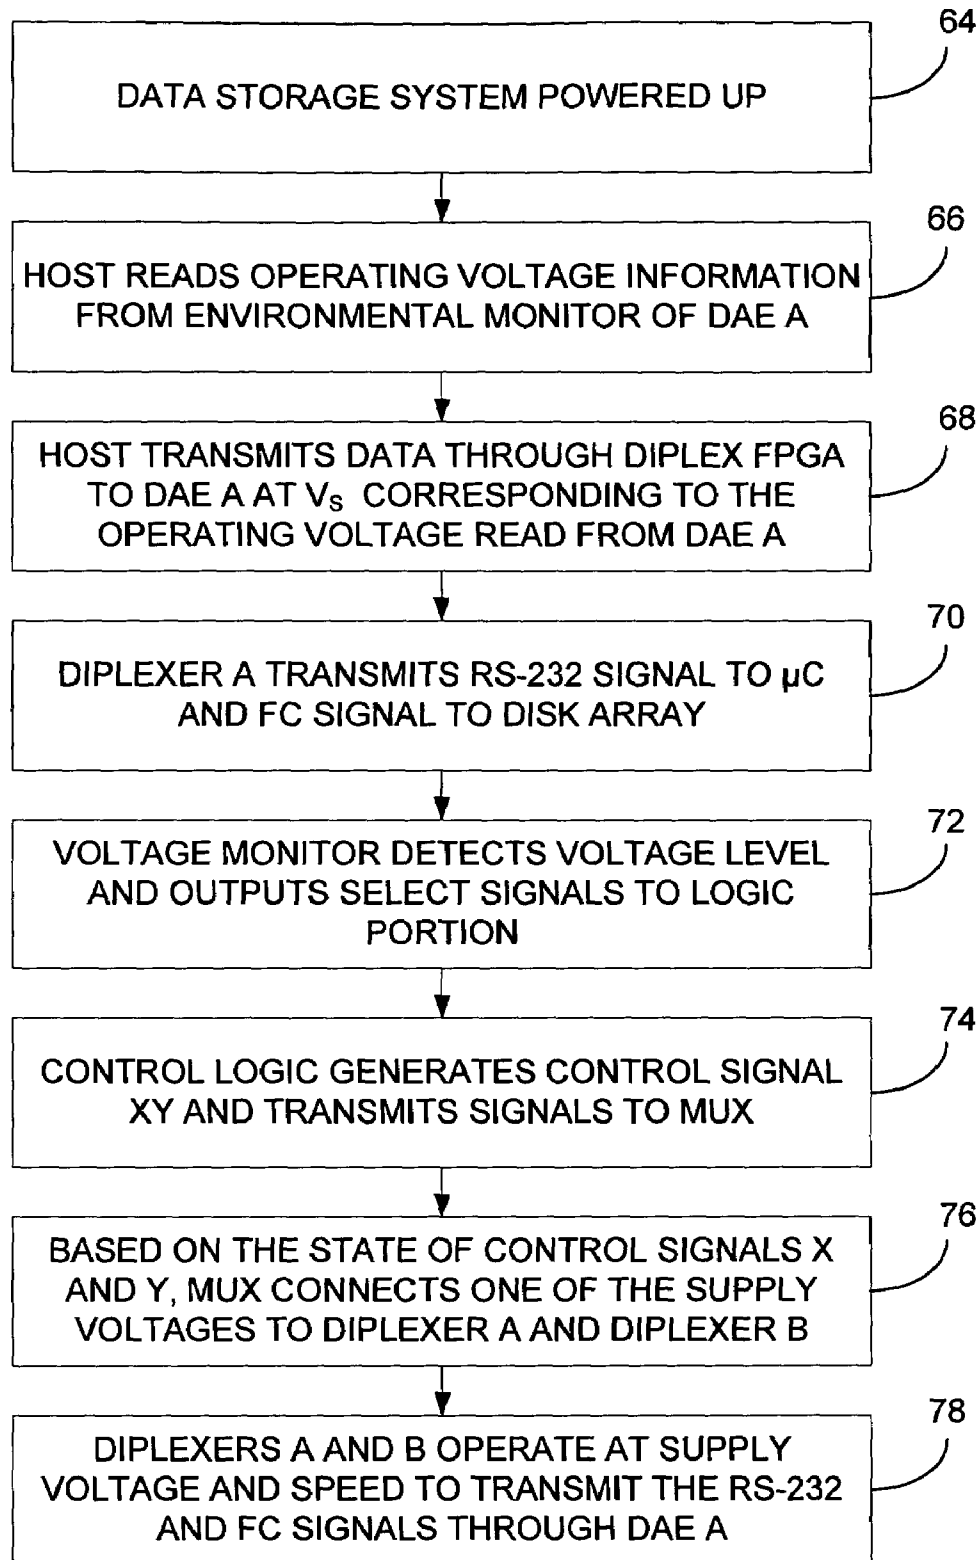 64
DATA STORAGE SYSTEM POWERED UP
66
HOST READS OPERATING VOLTAGE INFORMATION
FROM ENVIRONMENTAL MONITOR OF DAE A
68
HOST TRANSMITS DATA THROUGH DIPLEX FPGA
TO DAE A AT VS CORRESPONDING TO THE
OPERATING VOLTAGE READ FROM DAE A
70
DIPLEXER A TRANSMITS RS-232 SIGNAL TO µC
AND FC SIGNAL TO DISK ARRAY
72
VOLTAGE MONITOR DETECTS VOLTAGE LEVEL
AND OUTPUTS SELECT SIGNALS TO LOGIC
PORTION
74
CONTROL LOGIC GENERATES CONTROL SIGNAL
XY AND TRANSMITS SIGNALS TO MUX
76
BASED ON THE STATE OF CONTROL SIGNALS X
AND Y, MUX CONNECTS ONE OF THE SUPPLY
VOLTAGES TO DIPLEXER A AND DIPLEXER B
78
DIPLEXERS A AND B OPERATE AT SUPPLY
VOLTAGE AND SPEED TO TRANSMIT THE RS-232
AND FC SIGNALS THROUGH DAE A